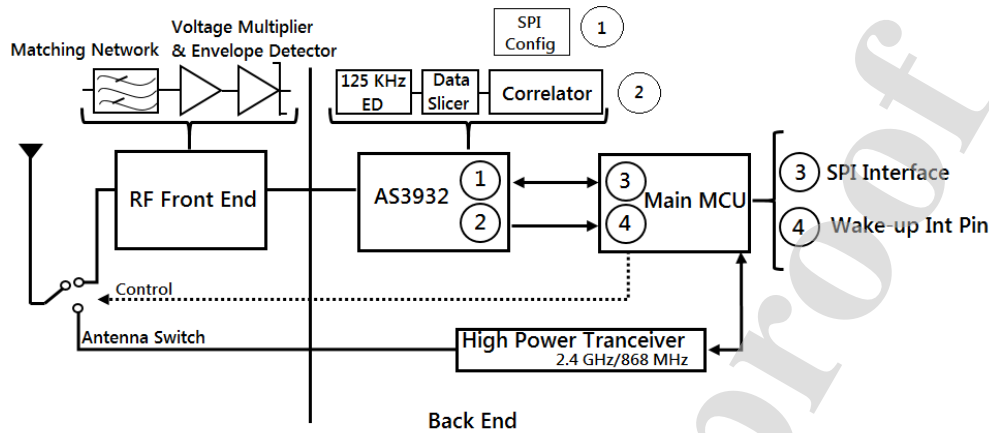 Matching Network
Voltage Multiplier
& Envelope Detector
SPI
Config
1
125 KHz
ED
Data
Slicer
Correlator
2
RF Front End
AS3932
1
2
3
4
Main MCU
3
SPI Interface
4
Wake-up Int Pin
Control
Antenna Switch
High Power Tranceiver
2.4 GHz/868 MHz
Back End
proof